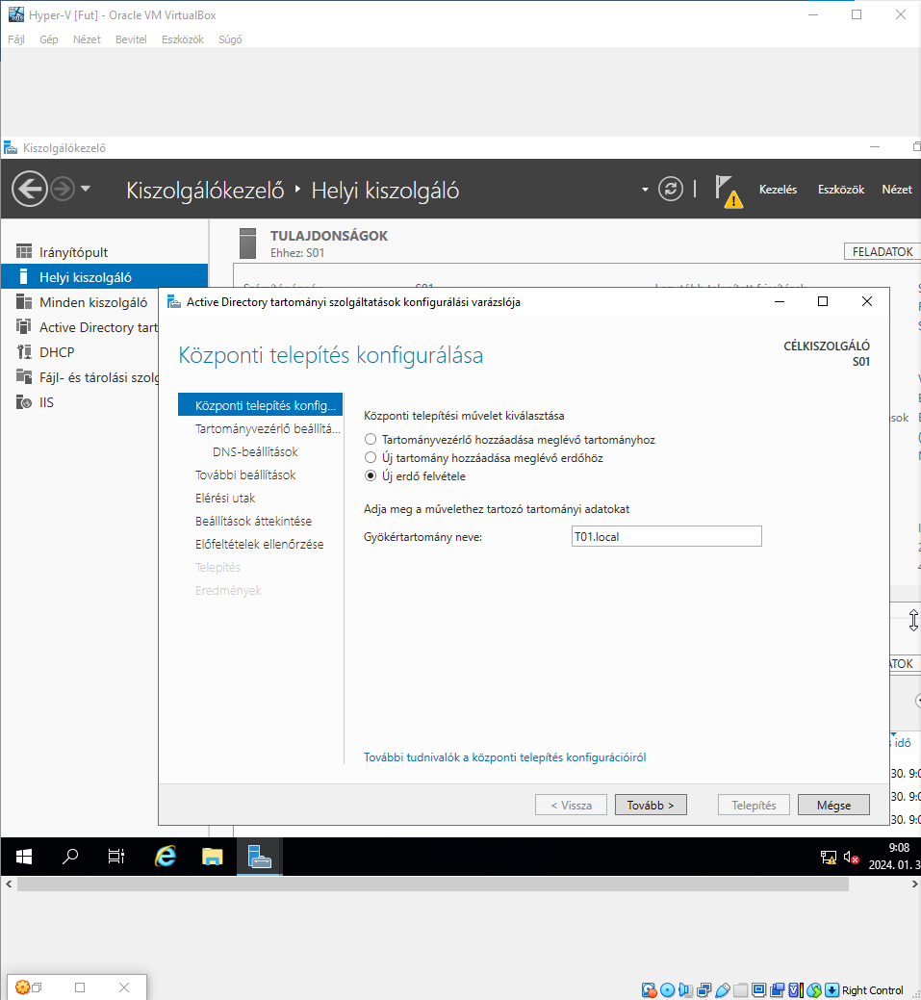 Hyper-V [Fut] - Oracle VM VirtualBox
Fájl Gép Nézet Bevitel Eszközök Súgó
Kiszolgálókezelő
Kiszolgálókezelő Helyi kiszolgáló
Kezelés Eszközök Nézet
Irányítópult
Helyi kiszolgáló
Minden kiszolgáló
Active Directory tart
DHCP
Fájl- és tárolási szolg
IIS
TULAJDONSÁGOK
Ehhez: S01
FELADATOK
Active Directory tartományi szolgáltatások konfigurálási varázslója
Központi telepítés konfigurálása
CÉLKISZOLGÁLÓ
S01
Központi telepítés konfig...
Tartományvezérlő beállítá...
DNS-beállítások
További beállítások
Elérési utak
Beállítások áttekintése
Előfeltételek ellenőrzése
Telepítés
Eredmények
Központi telepítési művelet kiválasztása
Tartományvezérlő hozzáadása meglévő tartományhoz
Új tartomány hozzáadása meglévő erdőhöz
Új erdő felvétele
Adja meg a művelethez tartozó tartományi adatokat
Gyökértartomány neve: T01.local
További tudnivalók a központi telepítés konfigurációiról
< Vissza Tovább > Telepítés Mégse
idő
30. 9:0
30. 9:0
30. 9:0
9:08
2024. 01. 3
Right Control